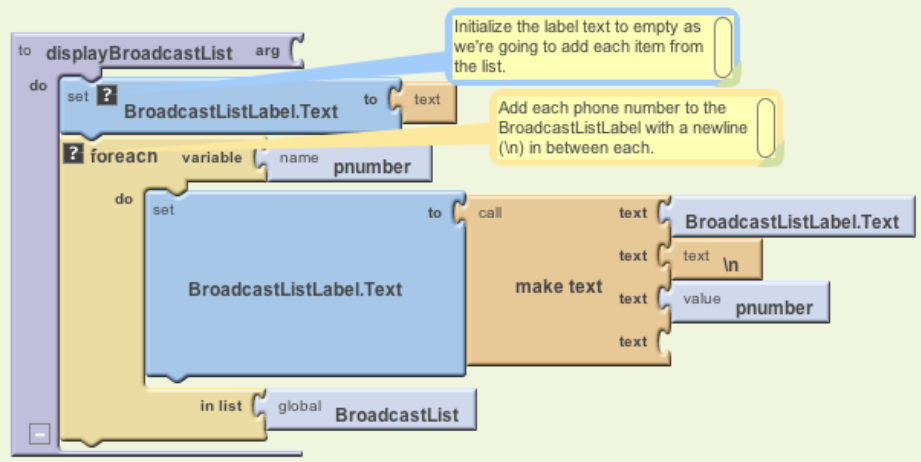 Initialize the label text to empty as
we're going to add each item from
the list.
to displayBroadcastList arg
do
set ? BroadcastListLabel.Text to text
Add each phone number to the
BroadcastListLabel with a newline
(\n) in between each.
? foreach variable name pnumber
do
set BroadcastListLabel.Text to call make text
text BroadcastListLabel.Text
text text \n
text value pnumber
text
in list global BroadcastList